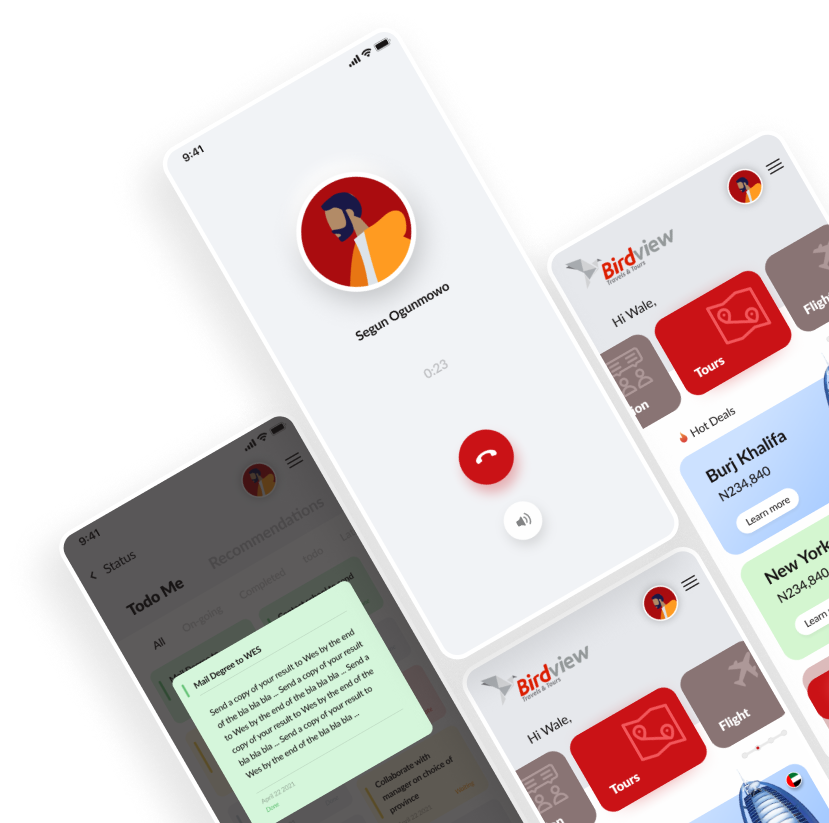 9:41
Segun Ogunmowo
0:23
Birdview
Travels & Tours
Hi Wale,
Tours
Flight
Hot Deals
Burj Khalifa
N234,840
Learn more
New York
N234,840
Learn
9:41
Status
Todo Me
Recommendations
All
On-going
Completed
todo
Mail Degree to WES
Send a copy of your result to Wes by the end
of the bla bla bla ... Send a copy of your result
to Wes by the end of the bla bla bla ... Send a
copy of your result to Wes by the end of the
bla bla bla ... Send a copy of your result to
Wes by the end of the bla bla bla ...
April 22 2021
Done
Collaborate with
manager on choice of
province
Birdview
Travels & Tours
Hi Wale,
Tours
Flight